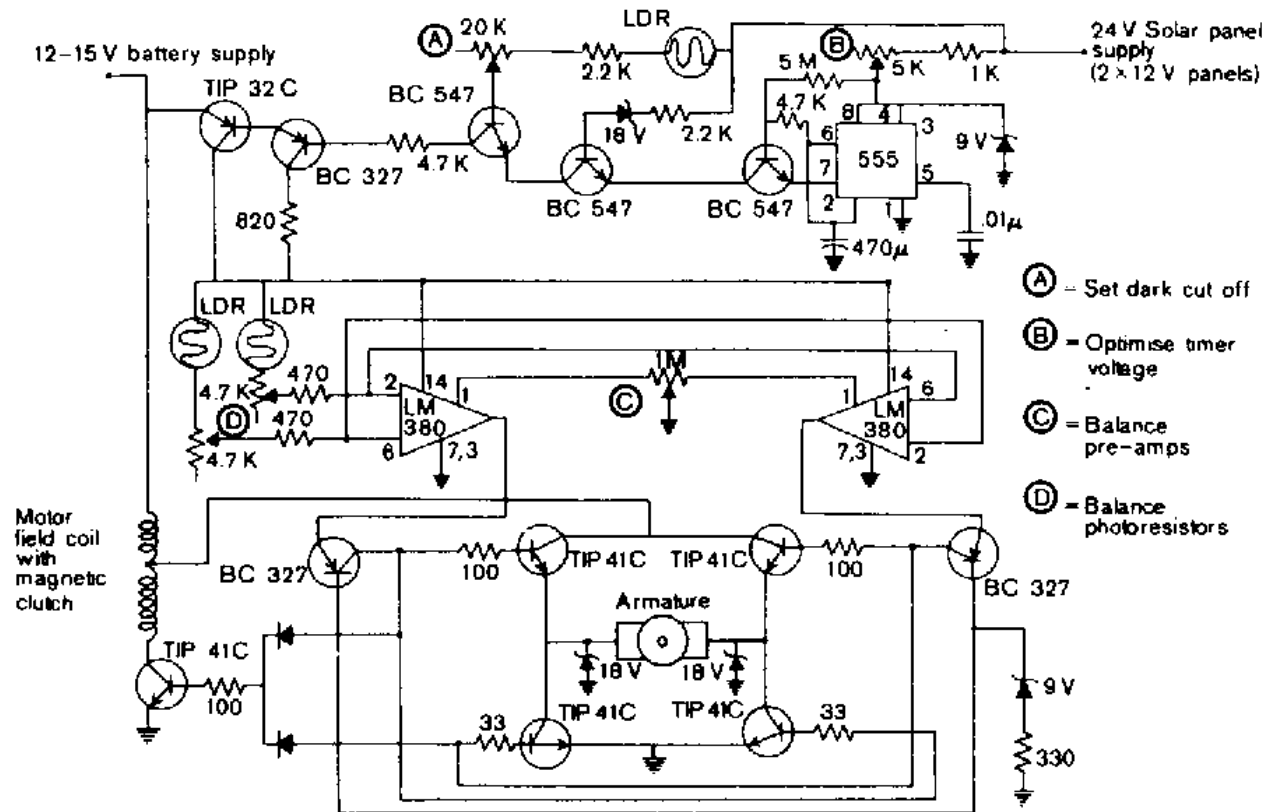 12-15 V battery supply
A
20 K
LDR
2.2 K
B
24 V Solar panel
supply
(2 × 12 V panels)
5 K
1 K
5 M
4.7 K
TIP 32 C
BC 547
18 V
2.2 K
8
4
3
6
555
7
5
2
1
9 V
BC 327
4.7 K
BC 547
BC 547
820
470µ
.01µ
LDR
LDR
A = Set dark cut off
B = Optimise timer
voltage
C = Balance
pre-amps
D = Balance
photoresistors
4.7 K
470
D
470
4.7 K
2
14
1
LM
380
6
7,3
1M
C
1
14
6
LM
380
7,3
2
Motor
field coil
with
magnetic
clutch
BC 327
100
TIP 41C
TIP 41C
100
BC 327
Armature
18 V
18 V
TIP 41C
100
33
TIP 41C
TIP 41C
33
9 V
330